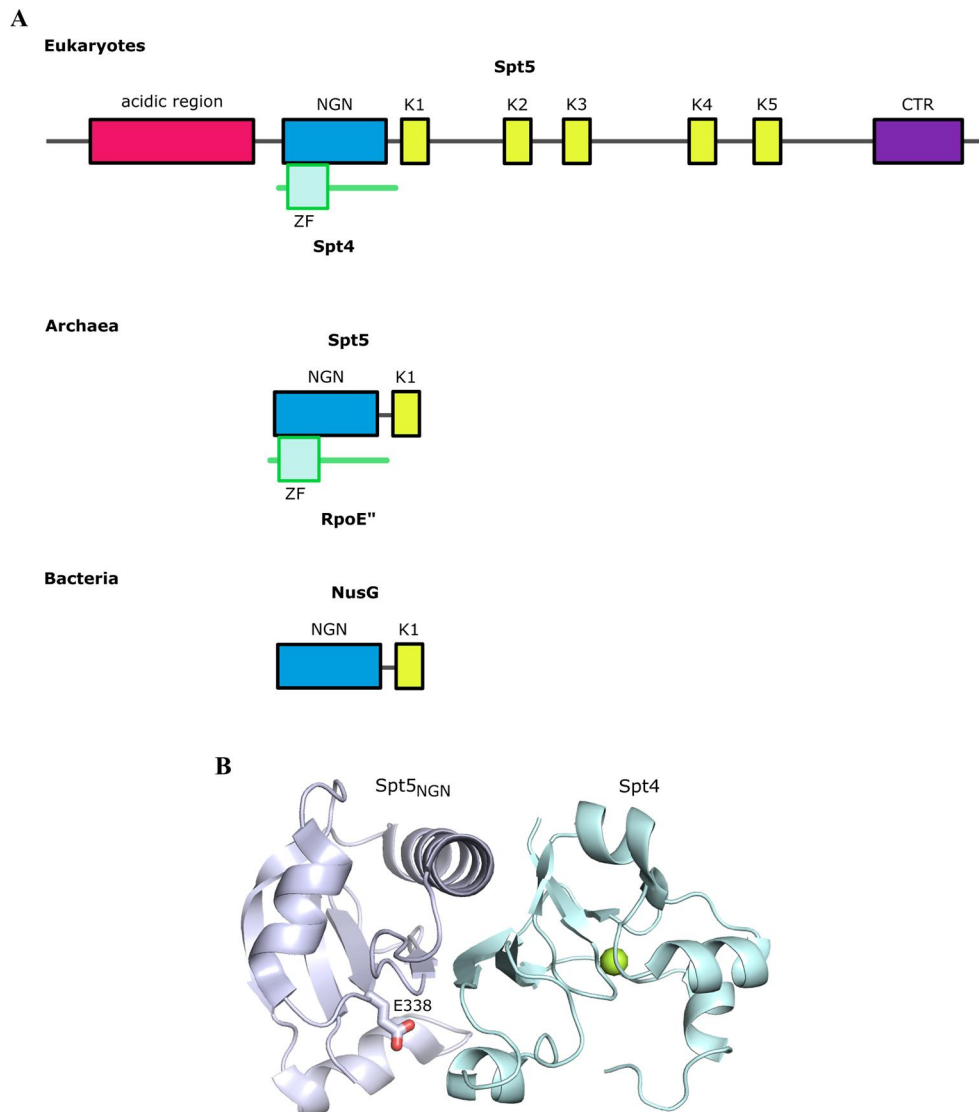 A
Eukaryotes
Spt5
acidic region NGN K1 K2 K3 K4 K5 CTR
ZF
Spt4
Archaea
Spt5
NGN K1
ZF
RpoE"
Bacteria
NusG
NGN K1
B
Spt5NGN Spt4
E338